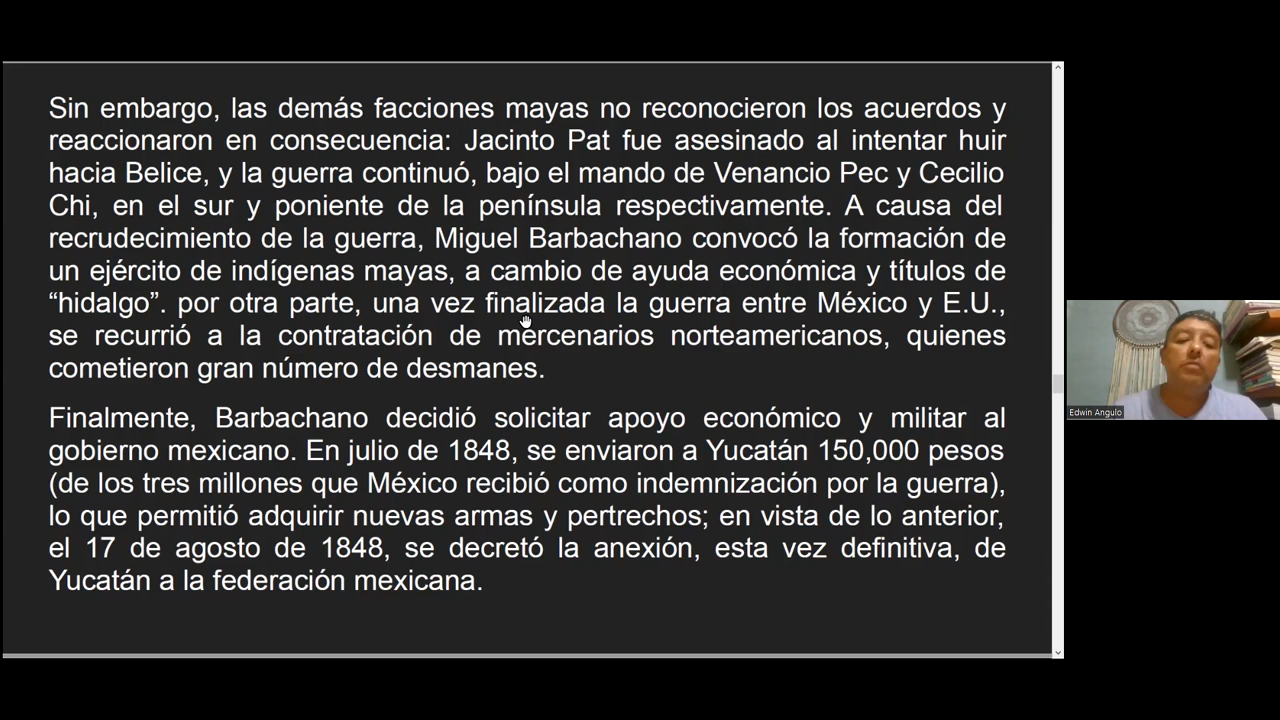 Sin embargo, las demás facciones mayas no reconocieron los acuerdos y
reaccionaron en consecuencia: Jacinto Pat fue asesinado al intentar huir
hacia Belice, y la guerra continuó, bajo el mando de Venancio Pec y Cecilio
Chi, en el sur y poniente de la península respectivamente. A causa del
recrudecimiento de la guerra, Miguel Barbachano convocó la formación de
un ejército de indígenas mayas, a cambio de ayuda económica y títulos de
“hidalgo”. por otra parte, una vez finalizada la guerra entre México y E.U.,
se recurrió a la contratación de mercenarios norteamericanos, quienes
cometieron gran número de desmanes.
Finalmente, Barbachano decidió solicitar apoyo económico y militar al
gobierno mexicano. En julio de 1848, se enviaron a Yucatán 150,000 pesos
(de los tres millones que México recibió como indemnización por la guerra),
lo que permitió adquirir nuevas armas y pertrechos; en vista de lo anterior,
el 17 de agosto de 1848, se decretó la anexión, esta vez definitiva, de
Yucatán a la federación mexicana.
Edwin Angulo